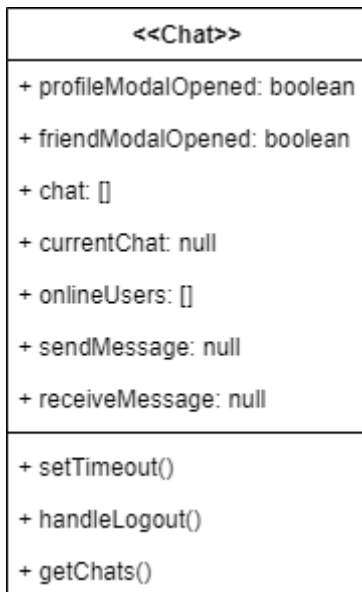 <<Chat>>
+ profileModalOpened: boolean
+ friendModalOpened: boolean
+ chat: []
+ currentChat: null
+ onlineUsers: []
+ sendMessage: null
+ receiveMessage: null
+ setTimeout()
+ handleLogout()
+ getChats()